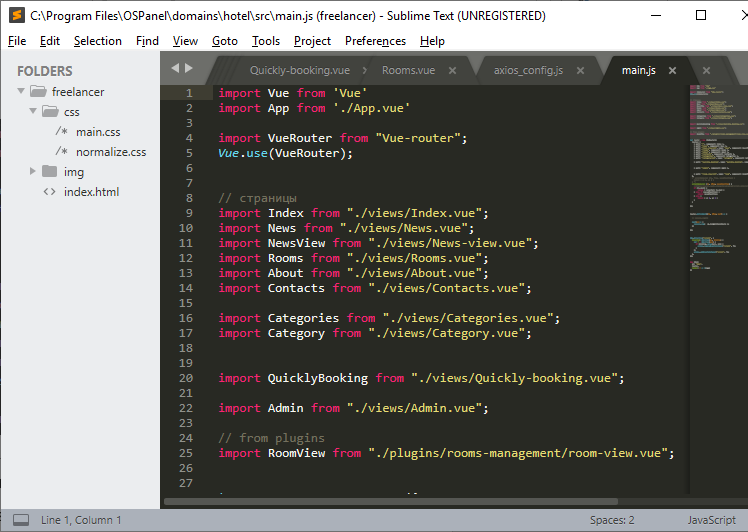 C:\Program Files\OSPanel\domains\hotel\src\main.js (freelancer) - Sublime Text (UNREGISTERED)
File Edit Selection Find View Goto Tools Project Preferences Help
FOLDERS
freelancer
css
main.css
normalize.css
img
index.html
Quickly-booking.vue Rooms.vue axios_config.js main.js
1 import Vue from 'Vue'
2 import App from './App.vue'
3
4 import VueRouter from "Vue-router";
5 Vue.use(VueRouter);
6
7
8 // страницы
9 import Index from "./views/Index.vue";
10 import News from "./views/News.vue";
11 import NewsView from "./views/News-view.vue";
12 import Rooms from "./views/Rooms.vue";
13 import About from "./views/About.vue";
14 import Contacts from "./views/Contacts.vue";
15
16 import Categories from "./views/Categories.vue";
17 import Category from "./views/Category.vue";
18
19
20 import QuicklyBooking from "./views/Quickly-booking.vue";
21
22 import Admin from "./views/Admin.vue";
23
24 // from plugins
25 import RoomView from "./plugins/rooms-management/room-view.vue";
26
27
Line 1, Column 1 Spaces: 2 JavaScript